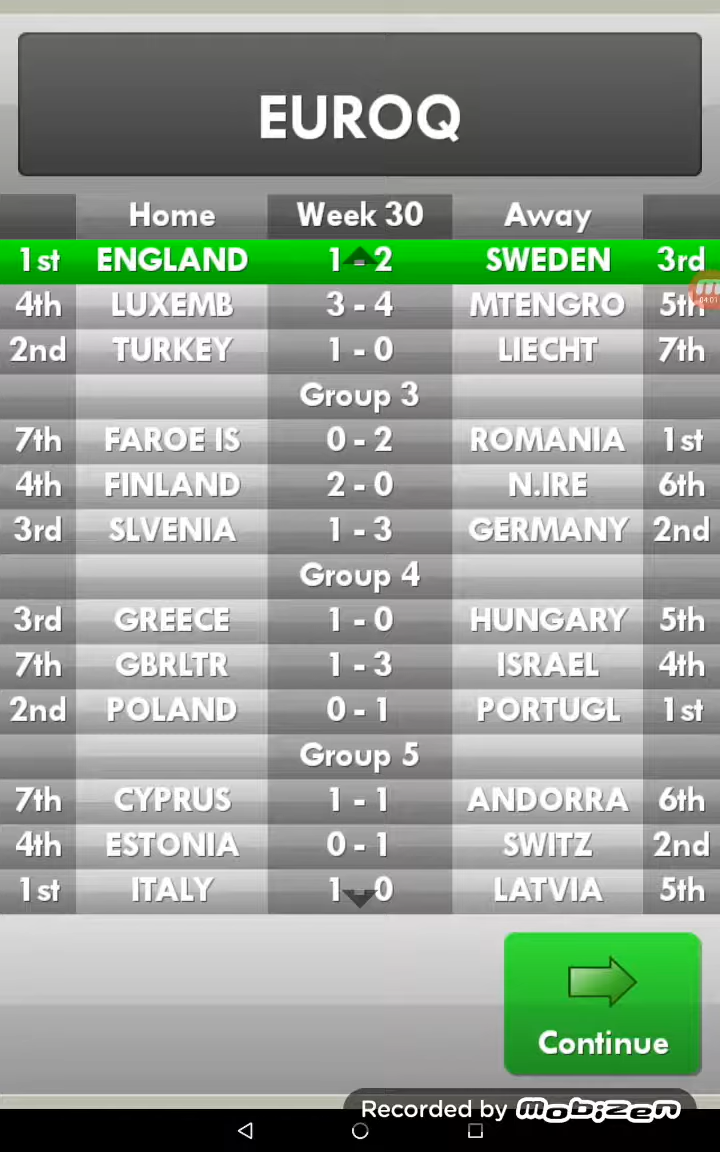 EUROQ
Home Week 30 Away
1st ENGLAND 1 - 2 SWEDEN 3rd
4th LUXEMB 3 - 4 MTENGRO 5th
04:01
2nd TURKEY 1 - 0 LIECHT 7th
Group 3
7th FAROE IS 0 - 2 ROMANIA 1st
4th FINLAND 2 - 0 N.IRE 6th
3rd SLVENIA 1 - 3 GERMANY 2nd
Group 4
3rd GREECE 1 - 0 HUNGARY 5th
7th GBRLTR 1 - 3 ISRAEL 4th
2nd POLAND 0 - 1 PORTUGL 1st
Group 5
7th CYPRUS 1 - 1 ANDORRA 6th
4th ESTONIA 0 - 1 SWITZ 2nd
1st ITALY 1 - 0 LATVIA 5th
Continue
Recorded by mobizen